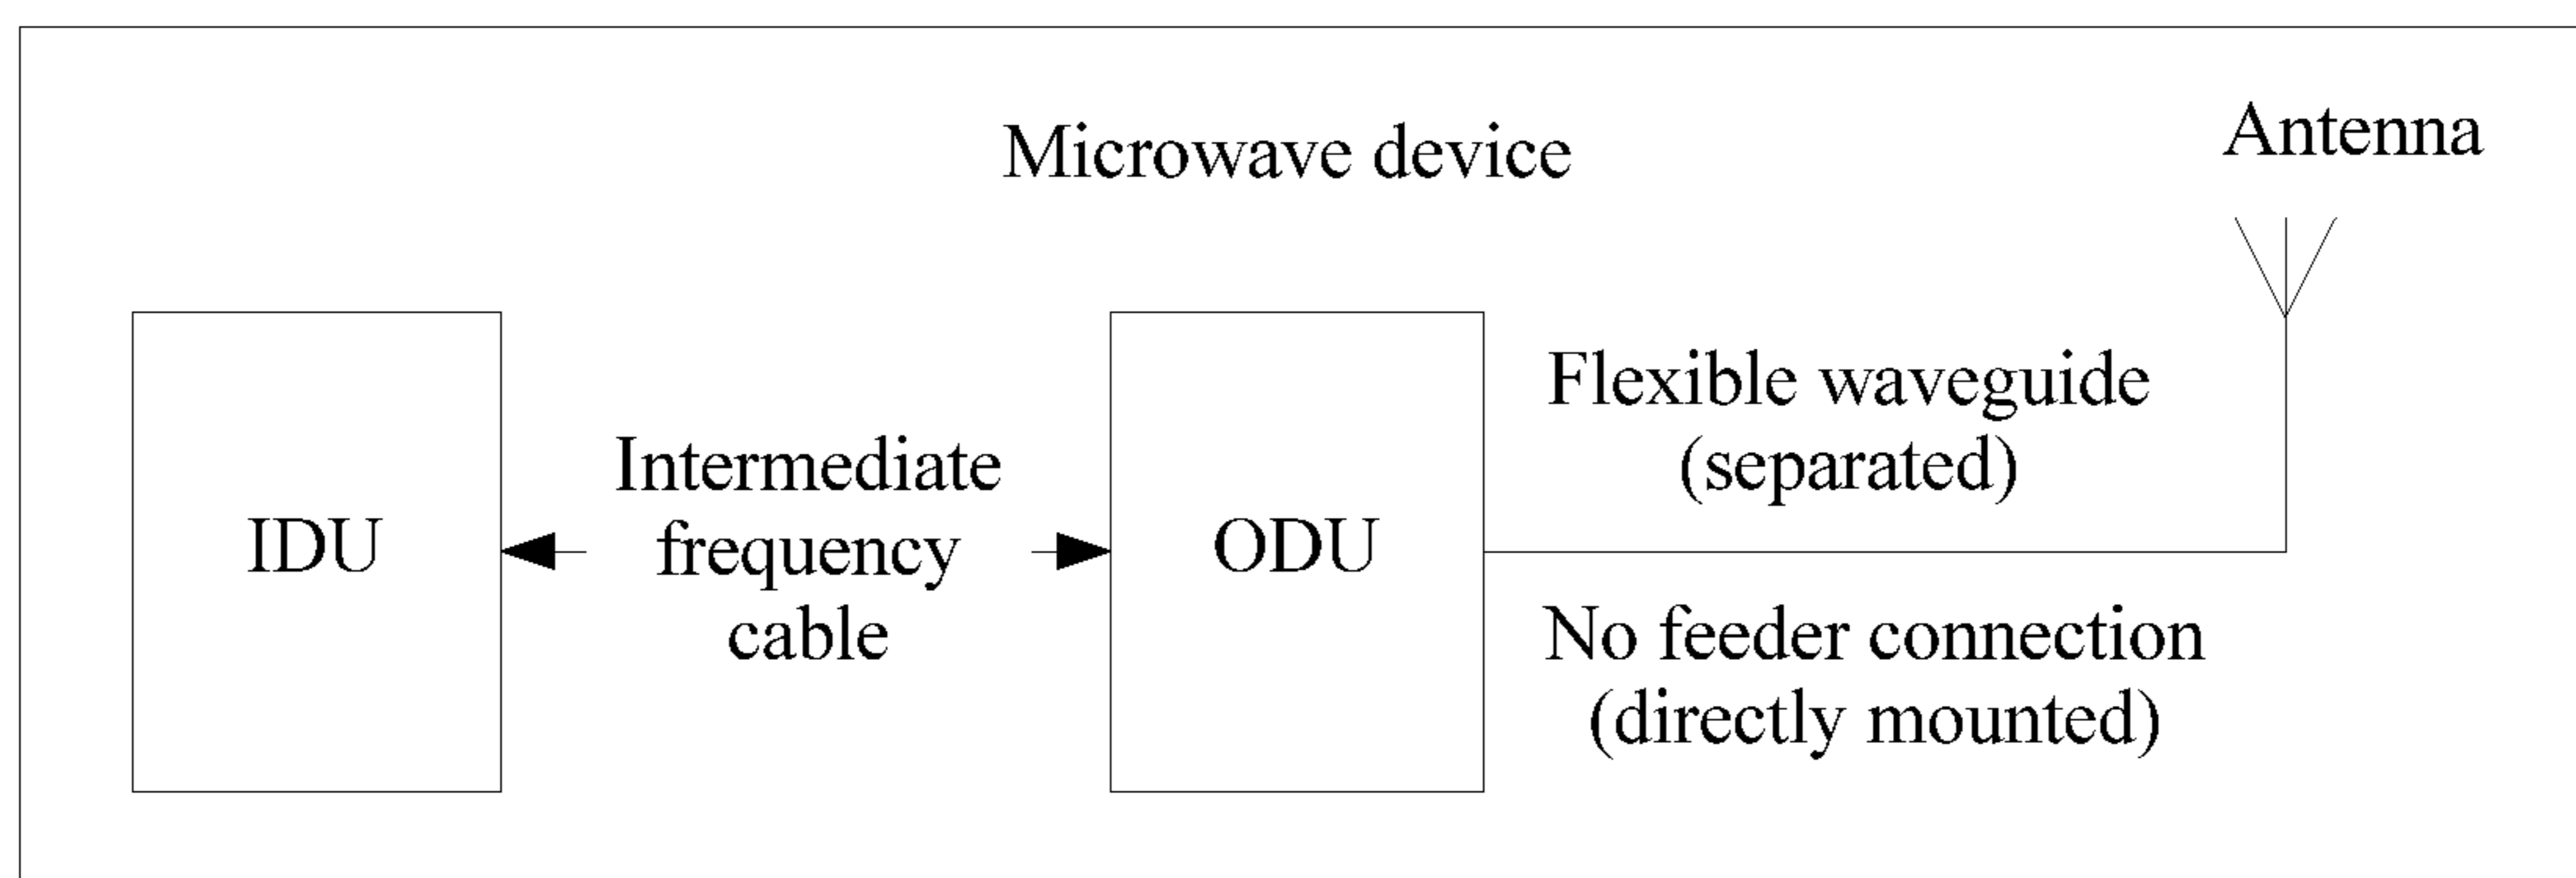 Microwave device
Antenna
IDU
Intermediate
frequency
cable
ODU
Flexible waveguide
(separated)
No feeder connection
(directly mounted)